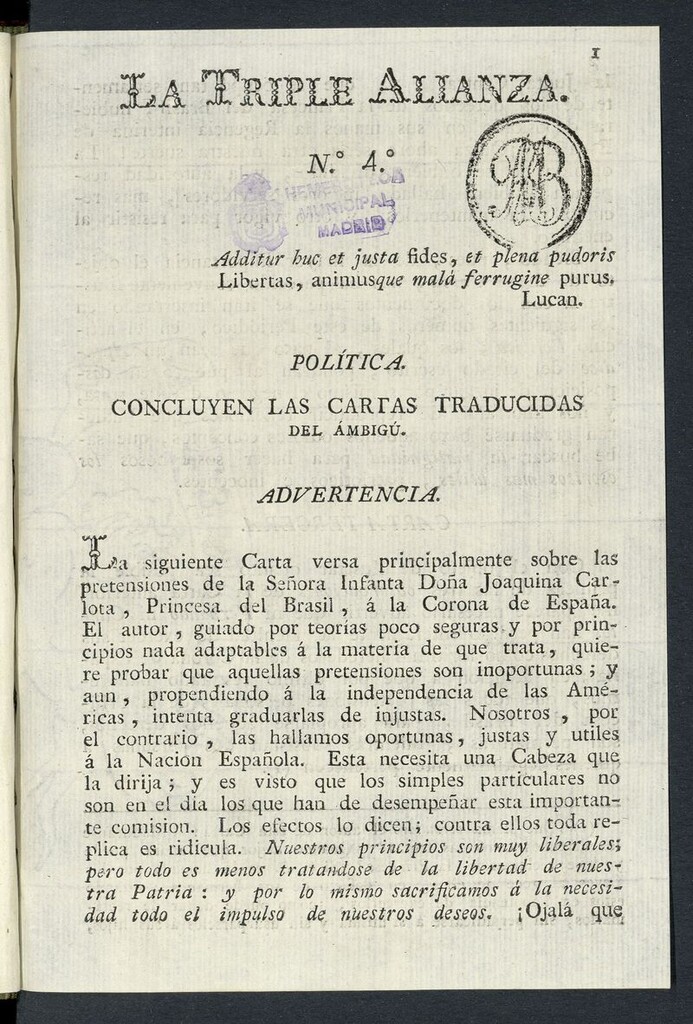 1
LA TRIPLE ALIANZA.
N.º 4.º
HEMEROTECA
MUNICIPAL
MADRID
Additur huc et justa fides, et plena pudoris
Libertas, animusque malâ ferrugine purus.
Lucan.
POLÍTICA.
CONCLUYEN LAS CARTAS TRADUCIDAS
DEL ÁMBIGÚ.
ADVERTENCIA.
La siguiente Carta versa principalmente sobre las
pretensiones de la Señora Infanta Doña Joaquina Car-
lota, Princesa del Brasil, á la Corona de España.
El autor, guiado por teorías poco seguras y por prin-
cipios nada adaptables á la materia de que trata, quie-
re probar que aquellas pretensiones son inoportunas; y
aun, propendiendo á la independencia de las Amé-
ricas, intenta graduarlas de injustas. Nosotros, por
el contrario, las hallamos oportunas, justas y utiles
á la Nacion Española. Esta necesita una Cabeza que
la dirija; y es visto que los simples particulares no
son en el dia los que han de desempeñar esta importan-
te comision. Los efectos lo dicen; contra ellos toda re-
plica es ridicula. Nuestros principios son muy liberales;
pero todo es menos tratandose de la libertad de nues-
tra Patria: y por lo mismo sacrificamos á la necesi-
dad todo el impulso de nuestros deseos. ¡Ojalá que